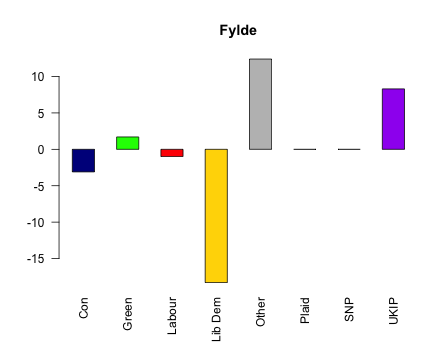 Fylde
10
5
0
-5
-10
-15
Con
Green
Labour
Lib Dem
Other
Plaid
SNP
UKIP